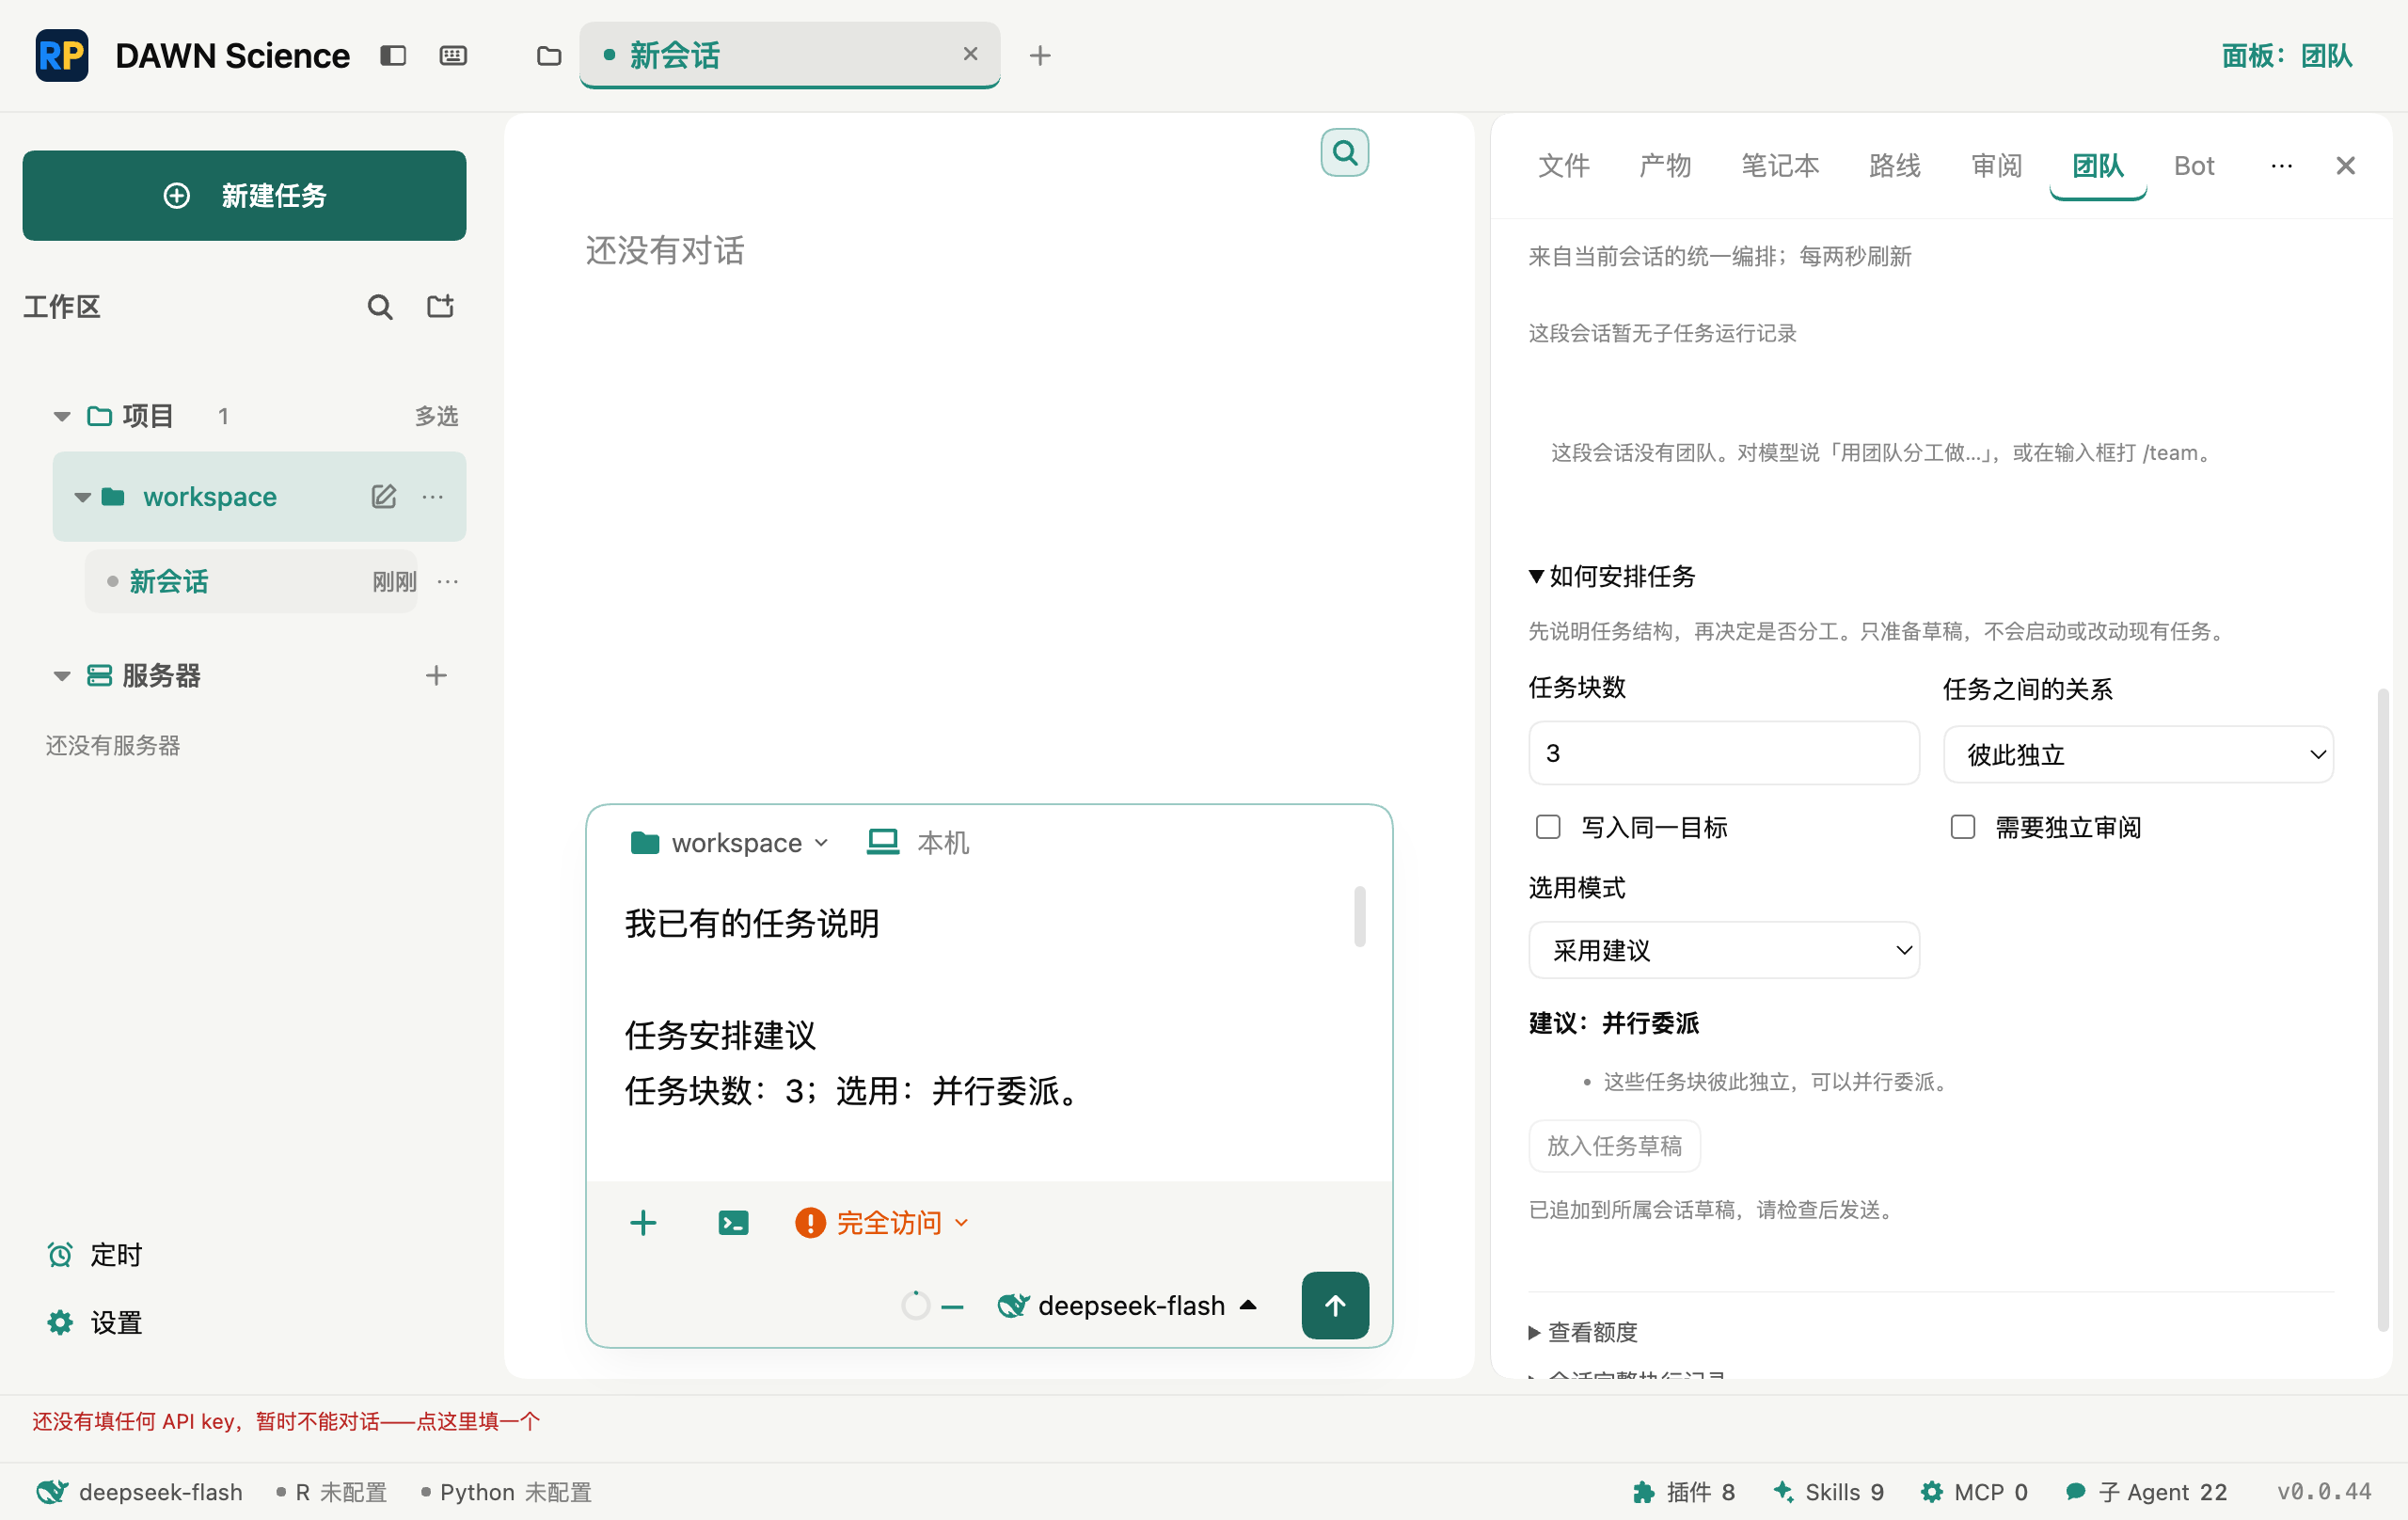 RP DAWN Science
新会话
面板：团队
新建任务
工作区
项目 1 多选
workspace
新会话 刚刚
服务器
还没有服务器
定时
设置
还没有对话
workspace 本机
我已有的任务说明
任务安排建议
任务块数：3；选用：并行委派。
完全访问
deepseek-flash
文件 产物 笔记本 路线 审阅 团队 Bot
来自当前会话的统一编排；每两秒刷新
这段会话暂无子任务运行记录
这段会话没有团队。对模型说「用团队分工做...」，或在输入框打 /team。
如何安排任务
先说明任务结构，再决定是否分工。只准备草稿，不会启动或改动现有任务。
任务块数 任务之间的关系
3 彼此独立
写入同一目标 需要独立审阅
选用模式
采用建议
建议：并行委派
• 这些任务块彼此独立，可以并行委派。
放入任务草稿
已追加到所属会话草稿，请检查后发送。
查看额度
会话完整执行记录
还没有填任何 API key，暂时不能对话——点这里填一个
deepseek-flash R 未配置 Python 未配置
插件 8 Skills 9 MCP 0 子 Agent 22 v0.0.44